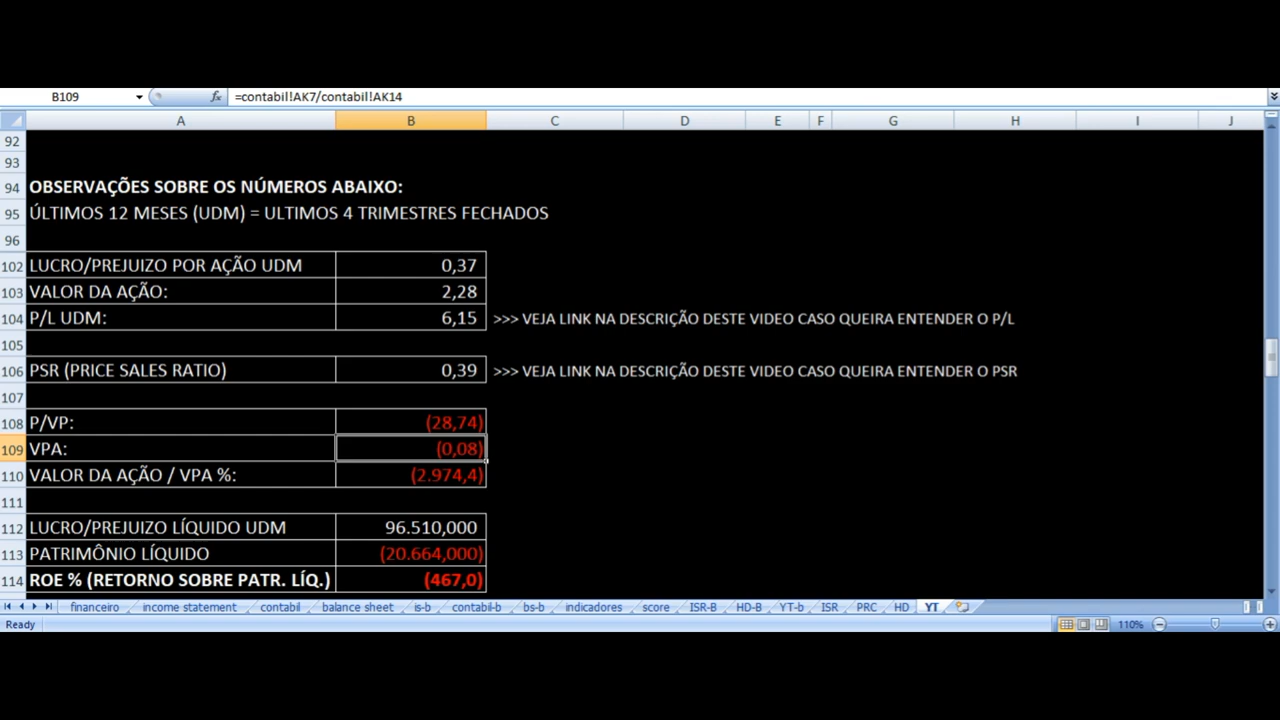 B109 fx =contabil!AK7/contabil!AK14
A B C D E F G H I J
92
93
94 OBSERVAÇÕES SOBRE OS NÚMEROS ABAIXO:
95 ÚLTIMOS 12 MESES (UDM) = ULTIMOS 4 TRIMESTRES FECHADOS
96
102 LUCRO/PREJUIZO POR AÇÃO UDM 0,37
103 VALOR DA AÇÃO: 2,28
104 P/L UDM: 6,15 >>> VEJA LINK NA DESCRIÇÃO DESTE VIDEO CASO QUEIRA ENTENDER O P/L
105
106 PSR (PRICE SALES RATIO) 0,39 >>> VEJA LINK NA DESCRIÇÃO DESTE VIDEO CASO QUEIRA ENTENDER O PSR
107
108 P/VP: (28,74)
109 VPA: (0,08)
110 VALOR DA AÇÃO / VPA %: (2.974,4)
111
112 LUCRO/PREJUIZO LÍQUIDO UDM 96.510,000
113 PATRIMÔNIO LÍQUIDO (20.664,000)
114 ROE % (RETORNO SOBRE PATR. LÍQ.) (467,0)
financeiro income statement contabil balance sheet is-b contabil-b bs-b indicadores score ISR-B HD-B YT-b ISR PRC HD YT
Ready 110%